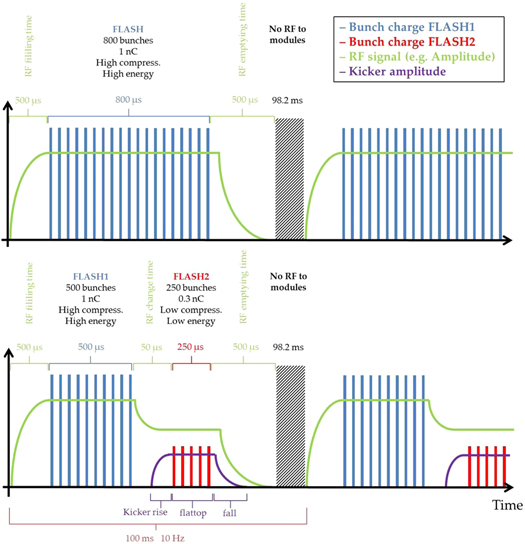 RF fililing time
FLASH
800 bunches
1 nC
High compress.
High energy
RF emptying time
No RF to
modules
– Bunch charge FLASH1
– Bunch charge FLASH2
– RF signal (e.g. Amplitude)
– Kicker amplitude
500 µs
800 µs
500 µs
98.2 ms
RF fililing time
FLASH1
500 bunches
1 nC
High compress.
High energy
RF change time
FLASH2
250 bunches
0.3 nC
Low compress.
Low energy
RF emptying time
No RF to
modules
500 µs
500 µs
50 µs
250 µs
500 µs
98.2 ms
Time
Kicker rise
flattop
fall
100 ms 10 Hz